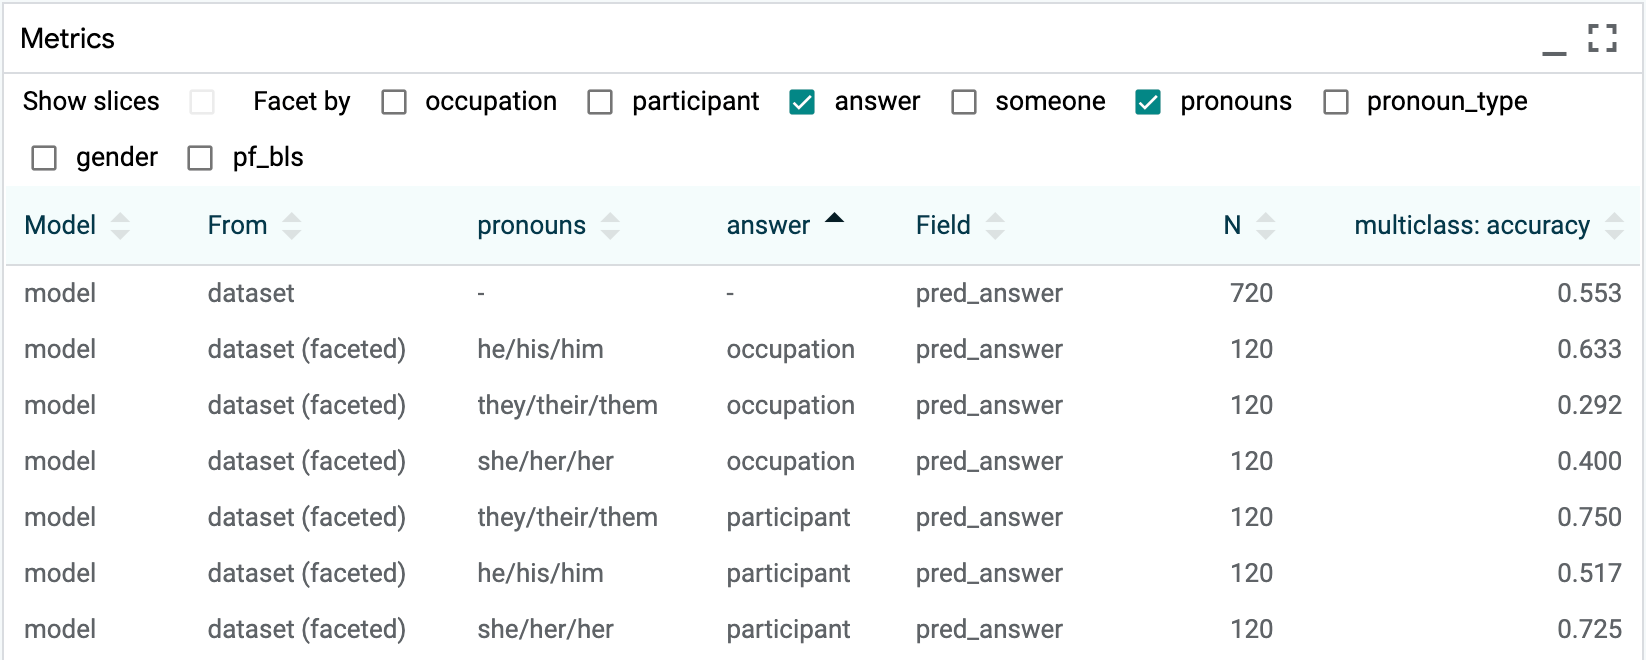 Metrics
Show slices Facet by occupation participant answer someone pronouns pronoun_type
gender pf_bls
Model From pronouns answer Field N multiclass: accuracy
model dataset - - pred_answer 720 0.553
model dataset (faceted) he/his/him occupation pred_answer 120 0.633
model dataset (faceted) they/their/them occupation pred_answer 120 0.292
model dataset (faceted) she/her/her occupation pred_answer 120 0.400
model dataset (faceted) they/their/them participant pred_answer 120 0.750
model dataset (faceted) he/his/him participant pred_answer 120 0.517
model dataset (faceted) she/her/her participant pred_answer 120 0.725